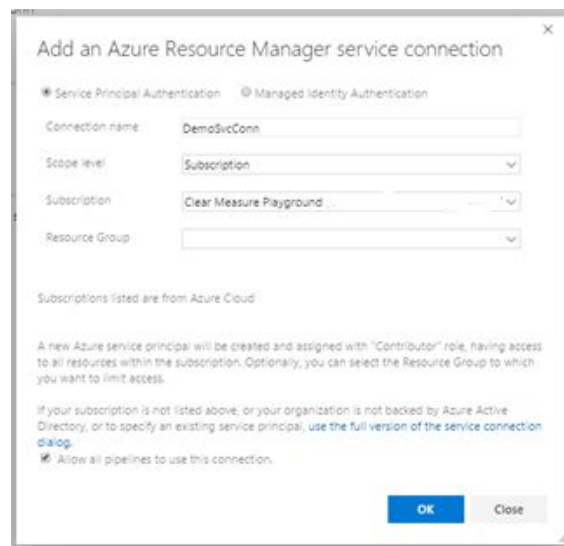 Add an Azure Resource Manager service connection
Service Principal Authentication Managed Identity Authentication
Connection name DemoSvcConn
Scope level Subscription
Subscription Clear Measure Playground
Resource Group
Subscriptions listed are from Azure Cloud
A new Azure service principal will be created and assigned with "Contributor" role, having access
to all resources within the subscription. Optionally, you can select the Resource Group to which
you want to limit access.
If your subscription is not listed above, or your organization is not backed by Azure Active
Directory, or to specify an existing service principal, use the full version of the service connection
dialog.
Allow all pipelines to use this connection.
OK Close